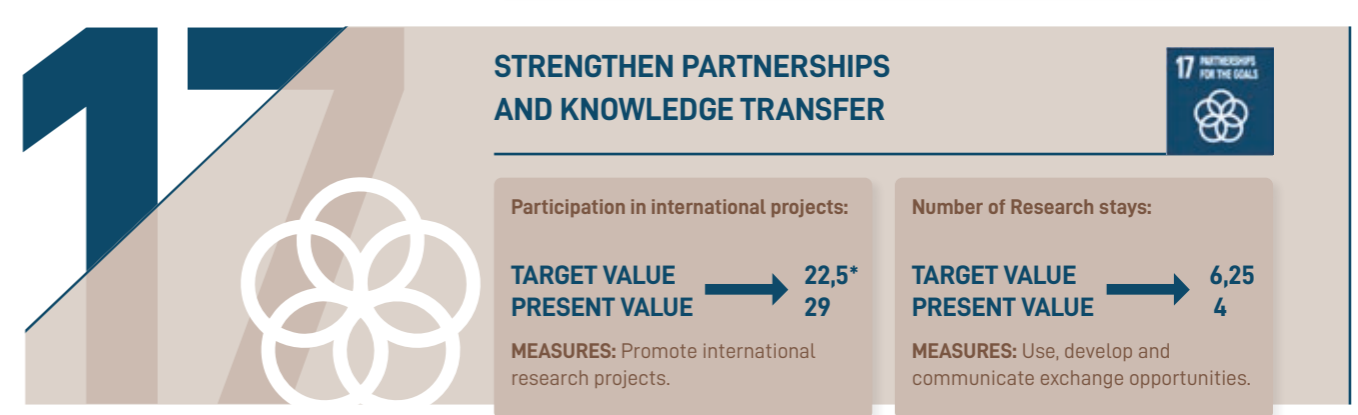 17
STRENGTHEN PARTNERSHIPS
AND KNOWLEDGE TRANSFER
17 PARTNERSHIPS
FOR THE GOALS
Participation in international projects:
TARGET VALUE 22,5*
PRESENT VALUE 29
MEASURES: Promote international
research projects.
Number of Research stays:
TARGET VALUE 6,25
PRESENT VALUE 4
MEASURES: Use, develop and
communicate exchange opportunities.